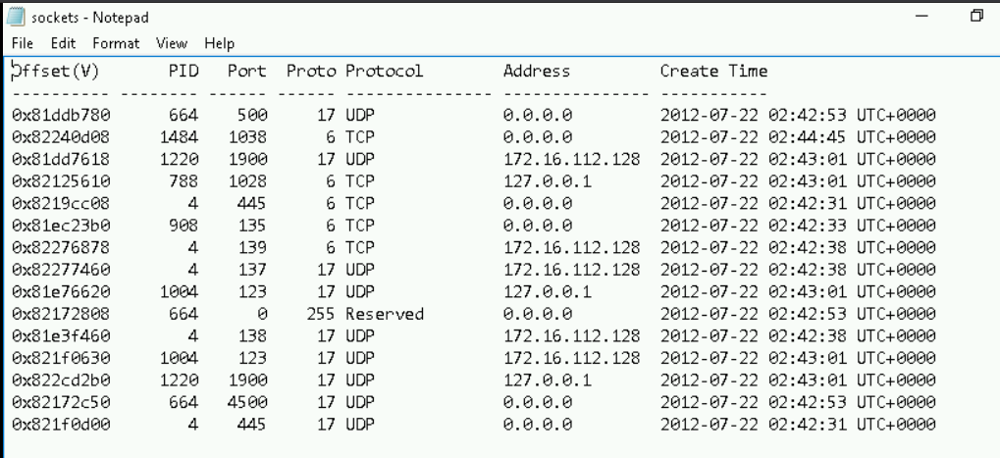 sockets - Notepad
File Edit Format View Help
Offset(V) PID Port Proto Protocol Address Create Time
---------- -------- ------ ------ --------------- --------------- -----------
0x81ddb780 664 500 17 UDP 0.0.0.0 2012-07-22 02:42:53 UTC+0000
0x82240d08 1484 1038 6 TCP 0.0.0.0 2012-07-22 02:44:45 UTC+0000
0x81dd7618 1220 1900 17 UDP 172.16.112.128 2012-07-22 02:43:01 UTC+0000
0x82125610 788 1028 6 TCP 127.0.0.1 2012-07-22 02:43:01 UTC+0000
0x8219cc08 4 445 6 TCP 0.0.0.0 2012-07-22 02:42:31 UTC+0000
0x81ec23b0 908 135 6 TCP 0.0.0.0 2012-07-22 02:42:33 UTC+0000
0x82276878 4 139 6 TCP 172.16.112.128 2012-07-22 02:42:38 UTC+0000
0x82277460 4 137 17 UDP 172.16.112.128 2012-07-22 02:42:38 UTC+0000
0x81e76620 1004 123 17 UDP 127.0.0.1 2012-07-22 02:43:01 UTC+0000
0x82172808 664 0 255 Reserved 0.0.0.0 2012-07-22 02:42:53 UTC+0000
0x81e3f460 4 138 17 UDP 172.16.112.128 2012-07-22 02:42:38 UTC+0000
0x821f0630 1004 123 17 UDP 172.16.112.128 2012-07-22 02:43:01 UTC+0000
0x822cd2b0 1220 1900 17 UDP 127.0.0.1 2012-07-22 02:43:01 UTC+0000
0x82172c50 664 4500 17 UDP 0.0.0.0 2012-07-22 02:42:53 UTC+0000
0x821f0d00 4 445 17 UDP 0.0.0.0 2012-07-22 02:42:31 UTC+0000